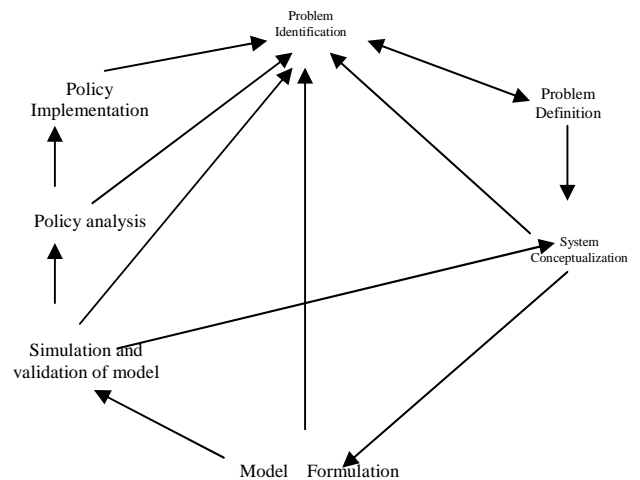 Problem
Identification
Policy
Implementation
Problem
Definition
Policy analysis
System
Conceptualization
Simulation and
validation of model
Model Formulation